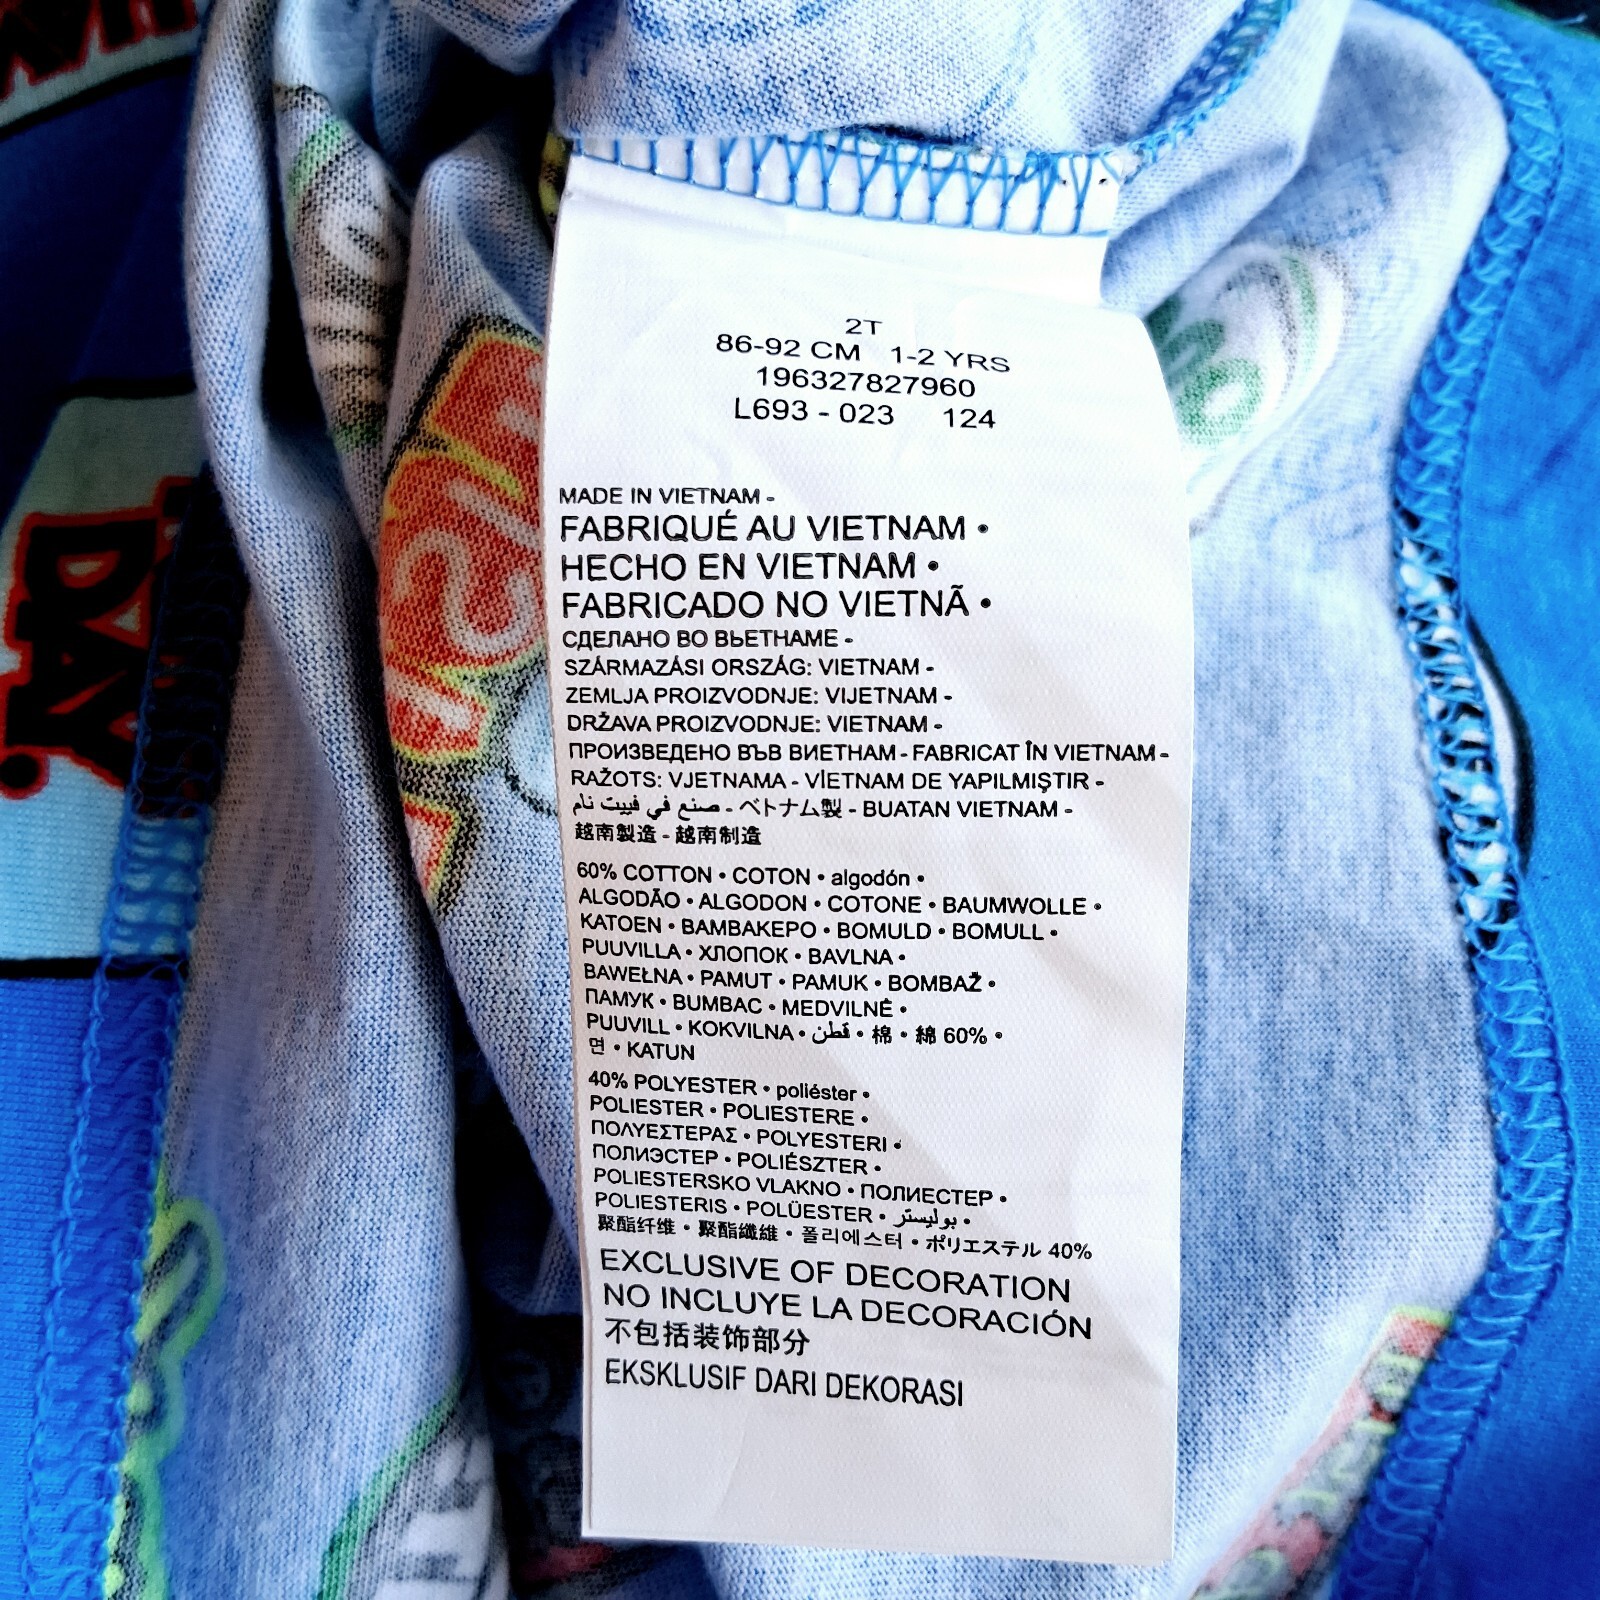 2T
86-92 CM 1-2 YRS
196327827960
L693 - 023 124
MADE IN VIETNAM -
FABRIQUÉ AU VIETNAM •
HECHO EN VIETNAM •
FABRICADO NO VIETNÃ •
СДЕЛАНО ВО ВЬЕТНАМЕ -
SZÁRMAZÁSI ORSZÁG: VIETNAM -
ZEMLJA PROIZVODNJE: VIJETNAM -
DRŽAVA PROIZVODNJE: VIETNAM -
ПРОИЗВЕДЕНО ВЪВ ВИЕТНАМ - FABRICAT ÎN VIETNAM -
RAŽOTS: VJETNAMA - VİETNAM DE YAPILMIŞTIR -
صنع في فييت نام - ベトナム製 - BUATAN VIETNAM -
越南製造 - 越南制造
60% COTTON • COTON • algodón •
ALGODÃO • ALGODON • COTONE • BAUMWOLLE •
KATOEN • ΒΑΜΒΑΚΕΡΟ • BOMULD • BOMULL •
PUUVILLA • ХЛОПОК • BAVLNA •
BAWEŁNA • PAMUT • PAMUK • BOMBAŽ •
ПАМУК • BUMBAC • MEDVILNĖ •
PUUVILL • KOKVILNA • قطن • 棉 • 綿 60% •
면 • KATUN
40% POLYESTER • poliéster •
POLIESTER • POLIESTERE •
ΠΟΛΥΕΣΤΕΡΑΣ • POLYESTERI •
ПОЛИЭСТЕР • POLIÉSZTER •
POLIESTERSKO VLAKNO • ПОЛИЕСТЕР •
POLIESTERIS • POLÜESTER • بوليستر •
聚酯纤维 • 聚酯纖維 • 폴리에스터 • ポリエステル 40%
EXCLUSIVE OF DECORATION
NO INCLUYE LA DECORACIÓN
不包括装饰部分
EKSKLUSIF DARI DEKORASI
DAY.